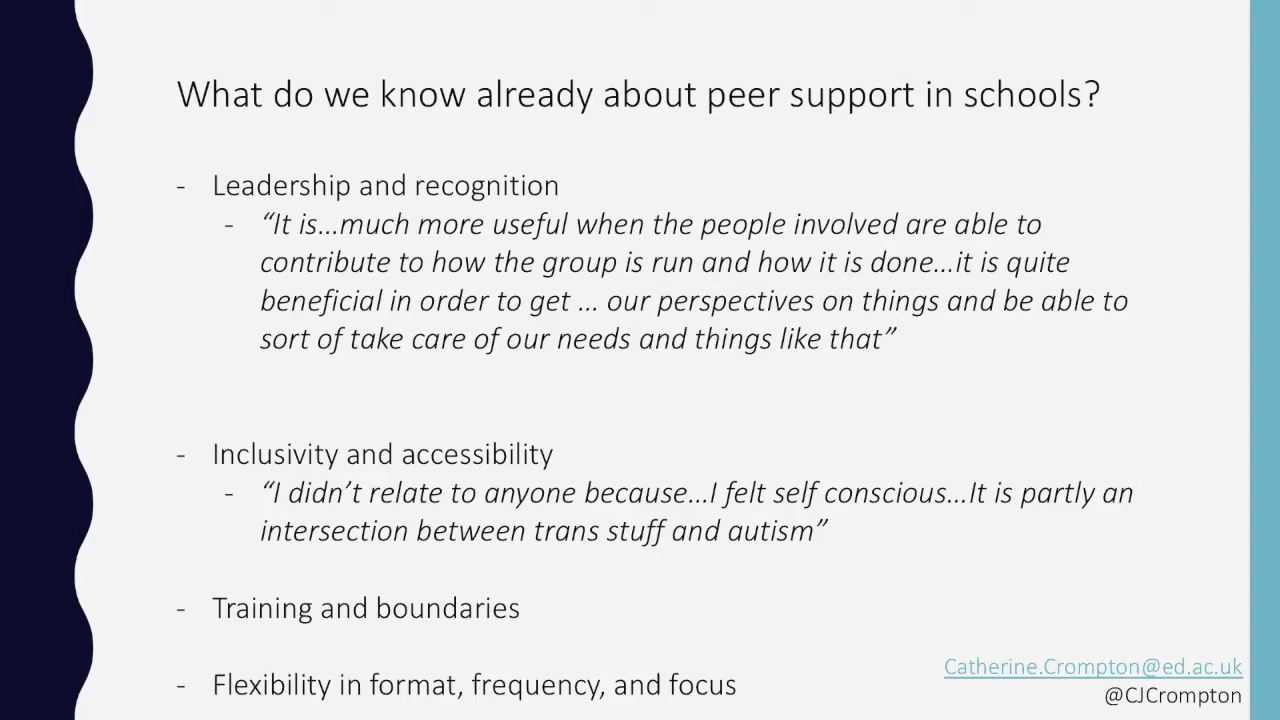 What do we know already about peer support in schools?
- Leadership and recognition
- “It is…much more useful when the people involved are able to
contribute to how the group is run and how it is done…it is quite
beneficial in order to get … our perspectives on things and be able to
sort of take care of our needs and things like that”
- Inclusivity and accessibility
- “I didn’t relate to anyone because…I felt self conscious…It is partly an
intersection between trans stuff and autism”
- Training and boundaries
- Flexibility in format, frequency, and focus
Catherine.Crompton@ed.ac.uk
@CJCrompton